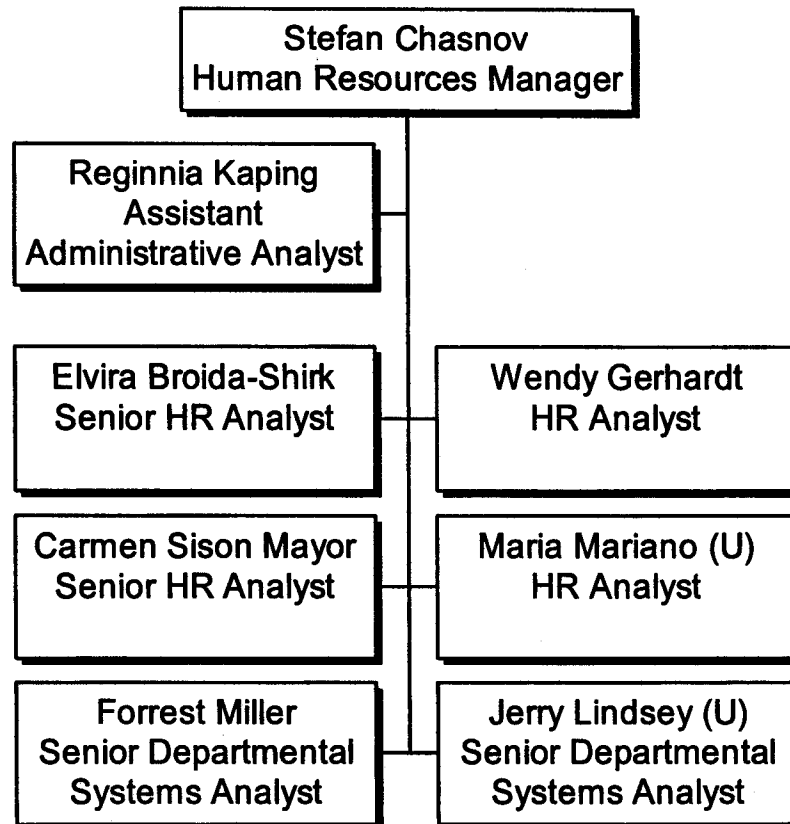 Stefan Chasnov
Human Resources Manager
Reginnia Kaping
Assistant
Administrative Analyst
Elvira Broida-Shirk
Senior HR Analyst
Wendy Gerhardt
HR Analyst
Carmen Sison Mayor
Senior HR Analyst
Maria Mariano (U)
HR Analyst
Forrest Miller
Senior Departmental
Systems Analyst
Jerry Lindsey (U)
Senior Departmental
Systems Analyst